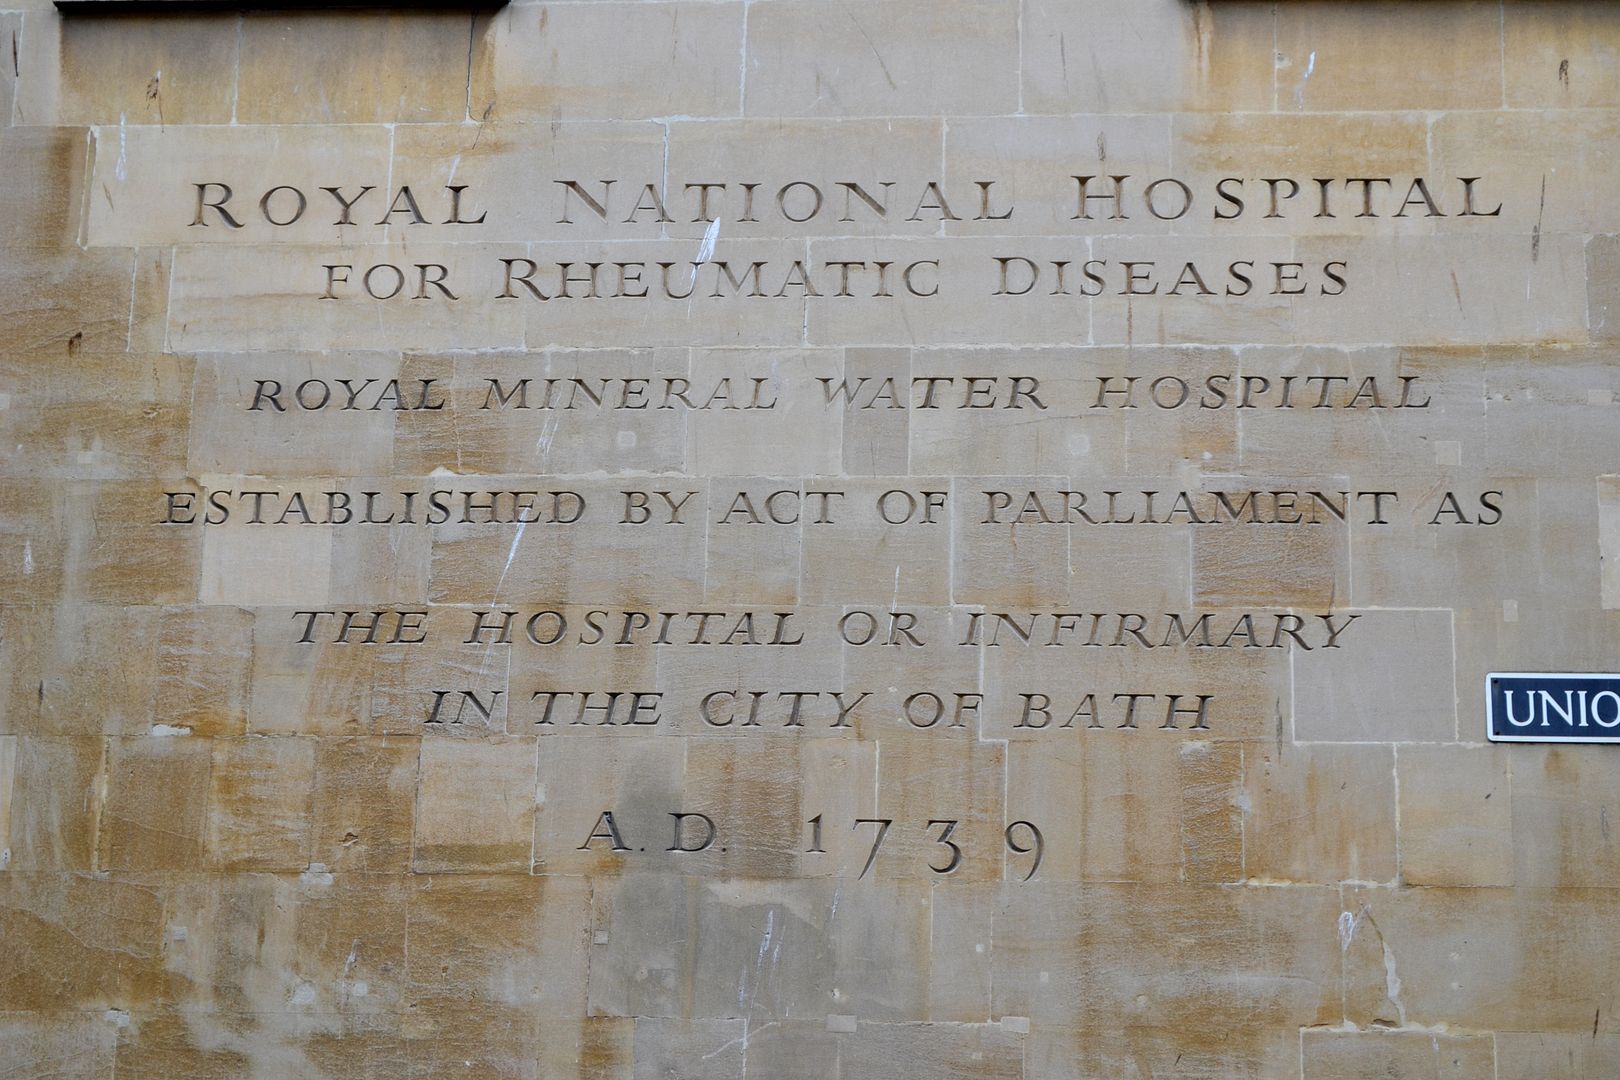 ROYAL NATIONAL HOSPITAL
FOR RHEUMATIC DISEASES
ROYAL MINERAL WATER HOSPITAL
ESTABLISHED BY ACT OF PARLIAMENT AS
THE HOSPITAL OR INFIRMARY
IN THE CITY OF BATH
UNIO
A.D. 1739